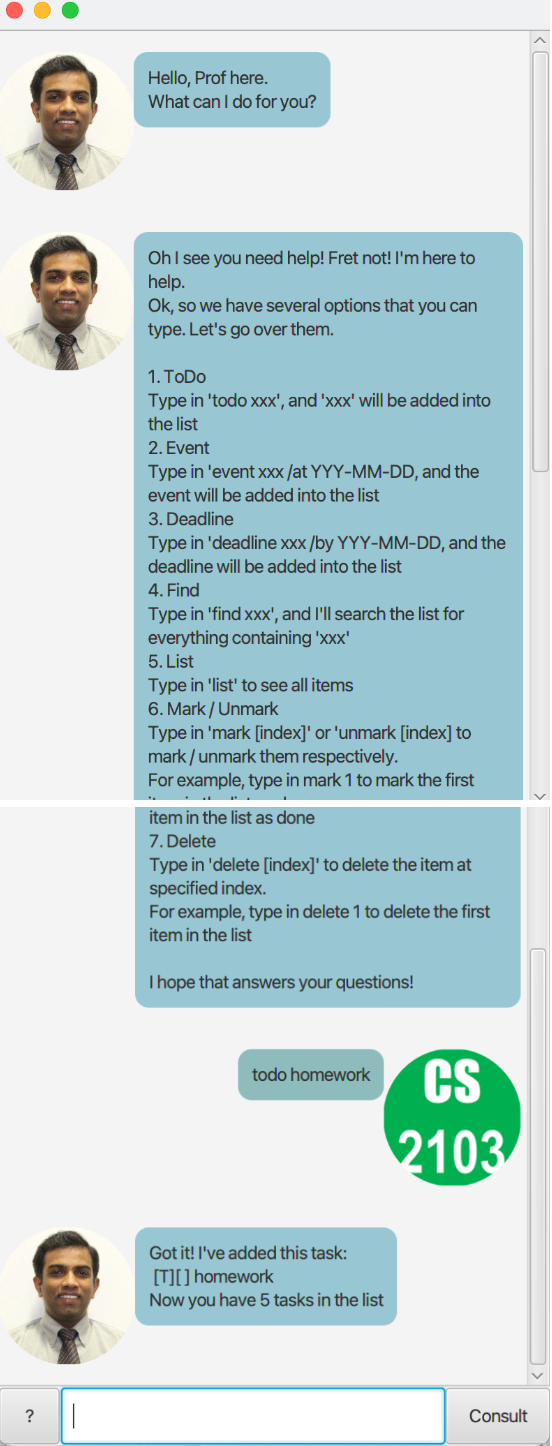 Hello, Prof here.
What can I do for you?
Oh I see you need help! Fret not! I'm here to
help.
Ok, so we have several options that you can
type. Let's go over them.
1. ToDo
Type in 'todo xxx', and 'xxx' will be added into
the list
2. Event
Type in 'event xxx /at YYY-MM-DD, and the
event will be added into the list
3. Deadline
Type in 'deadline xxx /by YYY-MM-DD, and the
deadline will be added into the list
4. Find
Type in 'find xxx', and I'll search the list for
everything containing 'xxx'
5. List
Type in 'list' to see all items
6. Mark / Unmark
Type in 'mark [index]' or 'unmark [index] to
mark / unmark them respectively.
For example, type in mark 1 to mark the first
item in the list as done
7. Delete
Type in 'delete [index]' to delete the item at
specified index.
For example, type in delete 1 to delete the first
item in the list
I hope that answers your questions!
todo homework
CS
2103
Got it! I've added this task:
[T][ ] homework
Now you have 5 tasks in the list
?
Consult